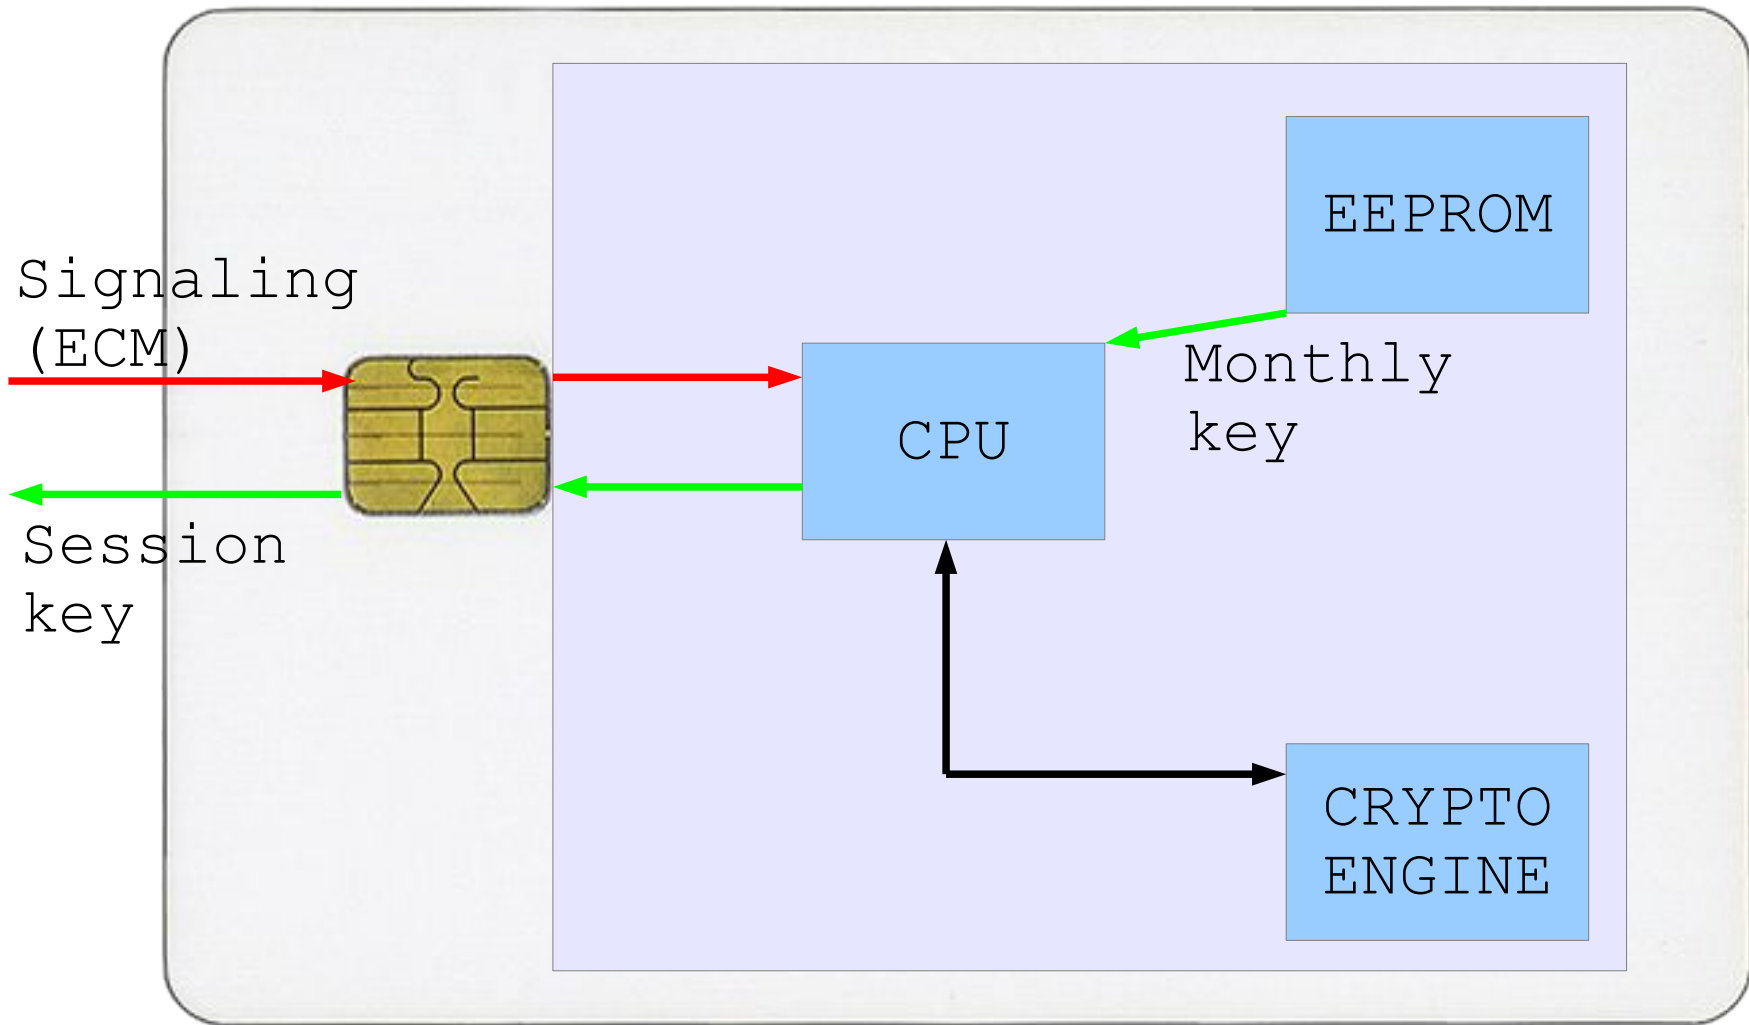 EEPROM
Signaling
(ECM)
Monthly
key
CPU
Session
key
CRYPTO
ENGINE